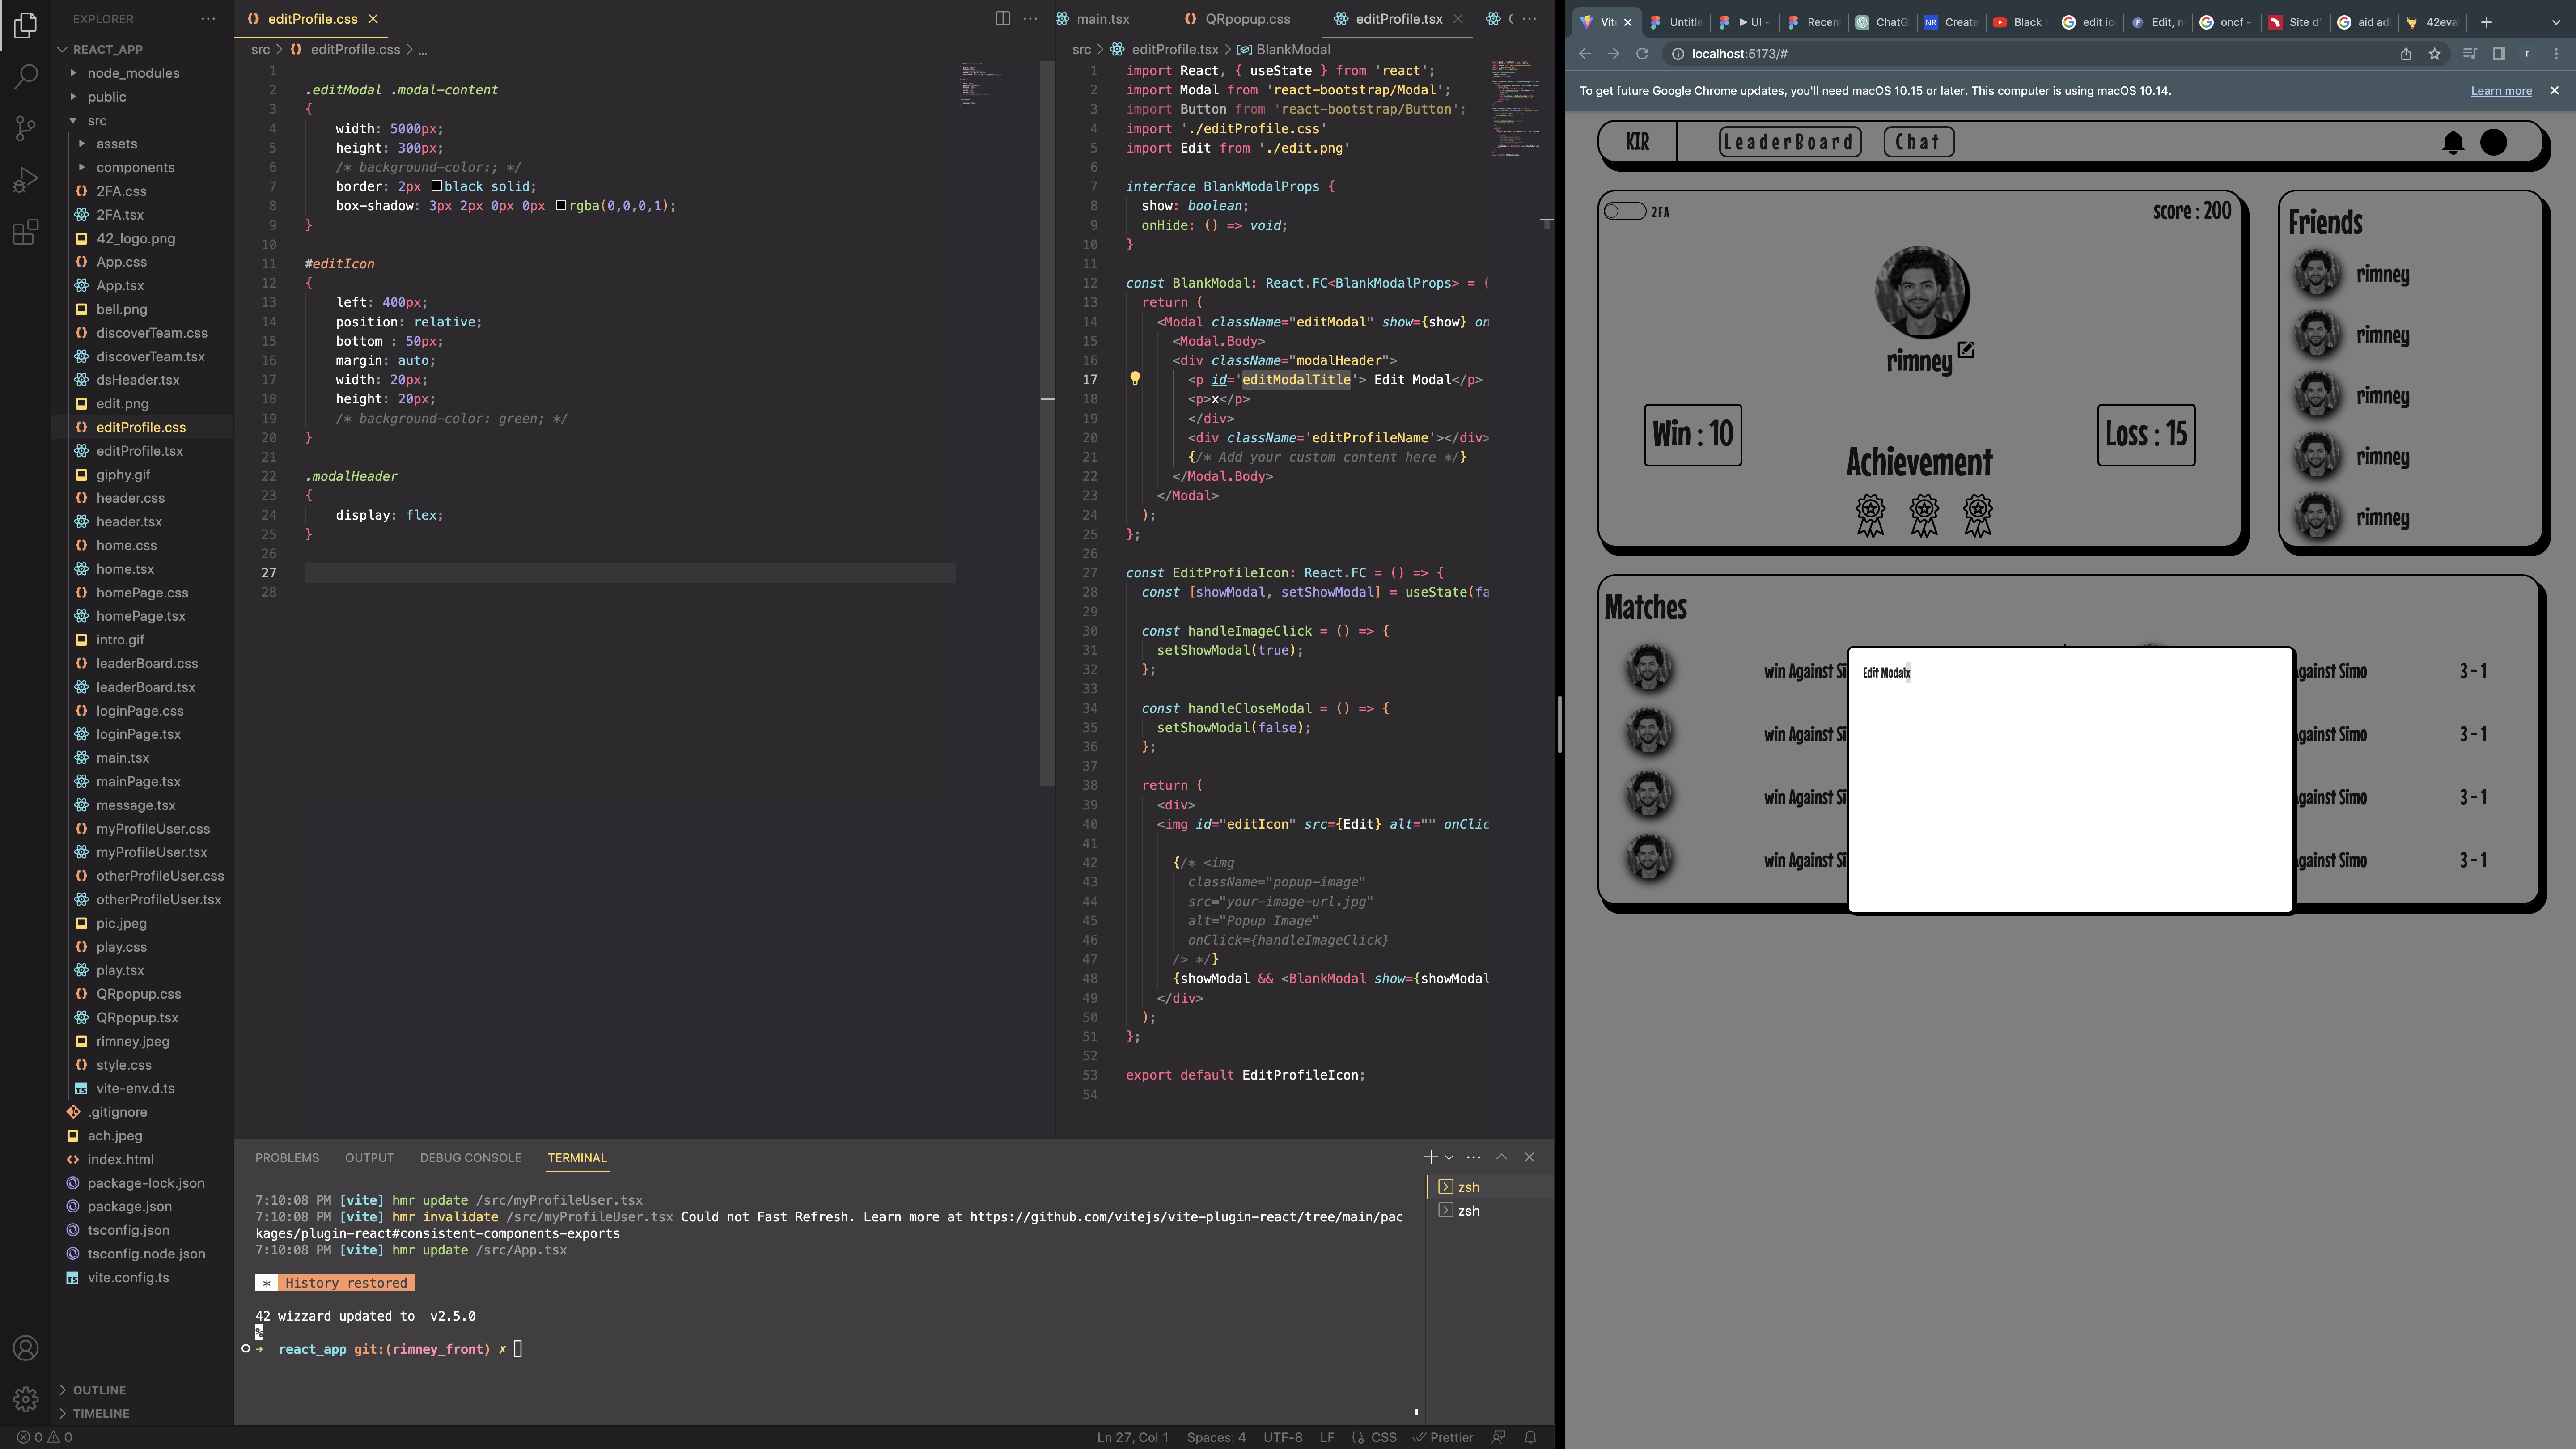 EXPLORER
REACT_APP
node_modules
public
src
assets
components
2FA.css
2FA.tsx
42_logo.png
App.css
App.tsx
bell.png
discoverTeam.css
discoverTeam.tsx
dsHeader.tsx
edit.png
editProfile.css
editProfile.tsx
giphy.gif
header.css
header.tsx
home.css
home.tsx
homePage.css
homePage.tsx
intro.gif
leaderBoard.css
leaderBoard.tsx
loginPage.css
loginPage.tsx
main.tsx
mainPage.tsx
message.tsx
myProfileUser.css
myProfileUser.tsx
otherProfileUser.css
otherProfileUser.tsx
pic.jpeg
play.css
play.tsx
QRpopup.css
QRpopup.tsx
rimney.jpeg
style.css
vite-env.d.ts
.gitignore
ach.jpeg
index.html
package-lock.json
package.json
tsconfig.json
tsconfig.node.json
vite.config.ts
OUTLINE
TIMELINE
0 0
editProfile.css
src > editProfile.css > ...
1
2 .editModal .modal-content
3 {
4 width: 5000px;
5 height: 300px;
6 /* background-color:; */
7 border: 2px black solid;
8 box-shadow: 3px 2px 0px 0px rgba(0,0,0,1);
9 }
10
11 #editIcon
12 {
13 left: 400px;
14 position: relative;
15 bottom : 50px;
16 margin: auto;
17 width: 20px;
18 height: 20px;
19 /* background-color: green; */
20 }
21
22 .modalHeader
23 {
24 display: flex;
25 }
26
27
28
main.tsx QRpopup.css editProfile.tsx
src > editProfile.tsx > BlankModal
1 import React, { useState } from 'react';
2 import Modal from 'react-bootstrap/Modal';
3 import Button from 'react-bootstrap/Button';
4 import './editProfile.css'
5 import Edit from './edit.png'
6
7 interface BlankModalProps {
8 show: boolean;
9 onHide: () => void;
10 }
11
12 const BlankModal: React.FC<BlankModalProps> = (
13 return (
14 <Modal className="editModal" show={show} on
15 <Modal.Body>
16 <div className="modalHeader">
17 <p id='editModalTitle'> Edit Modal</p>
18 <p>x</p>
19 </div>
20 <div className='editProfileName'></div>
21 {/* Add your custom content here */}
22 </Modal.Body>
23 </Modal>
24 );
25 };
26
27 const EditProfileIcon: React.FC = () => {
28 const [showModal, setShowModal] = useState(fa
29
30 const handleImageClick = () => {
31 setShowModal(true);
32 };
33
34 const handleCloseModal = () => {
35 setShowModal(false);
36 };
37
38 return (
39 <div>
40 <img id="editIcon" src={Edit} alt="" onClic
41
42 {/* <img
43 className="popup-image"
44 src="your-image-url.jpg"
45 alt="Popup Image"
46 onClick={handleImageClick}
47 /> */}
48 {showModal && <BlankModal show={showModal
49 </div>
50 );
51 };
52
53 export default EditProfileIcon;
54
PROBLEMS OUTPUT DEBUG CONSOLE TERMINAL
7:10:08 PM [vite] hmr update /src/myProfileUser.tsx
7:10:08 PM [vite] hmr invalidate /src/myProfileUser.tsx Could not Fast Refresh. Learn more at https://github.com/vitejs/vite-plugin-react/tree/main/pac
kages/plugin-react#consistent-components-exports
7:10:08 PM [vite] hmr update /src/App.tsx
* History restored
42 wizzard updated to v2.5.0
%
→ react_app git:(rimney_front) ✗
zsh
zsh
Ln 27, Col 1 Spaces: 4 UTF-8 LF CSS Prettier
Vit Untitle UI - Recen ChatG NR Create Black edit ic Edit, n oncf - Site d' aid ad 42eva
localhost:5173/# r
To get future Google Chrome updates, you'll need macOS 10.15 or later. This computer is using macOS 10.14. Learn more
KIR LeaderBoard Chat
2FA score : 200
rimney
Win : 10 Loss : 15
Achievement
Friends
rimney
rimney
rimney
rimney
rimney
Matches
win Against Si gainst Simo 3 - 1
win Against Si gainst Simo 3 - 1
win Against Si gainst Simo 3 - 1
win Against Si gainst Simo 3 - 1
Edit Modalx